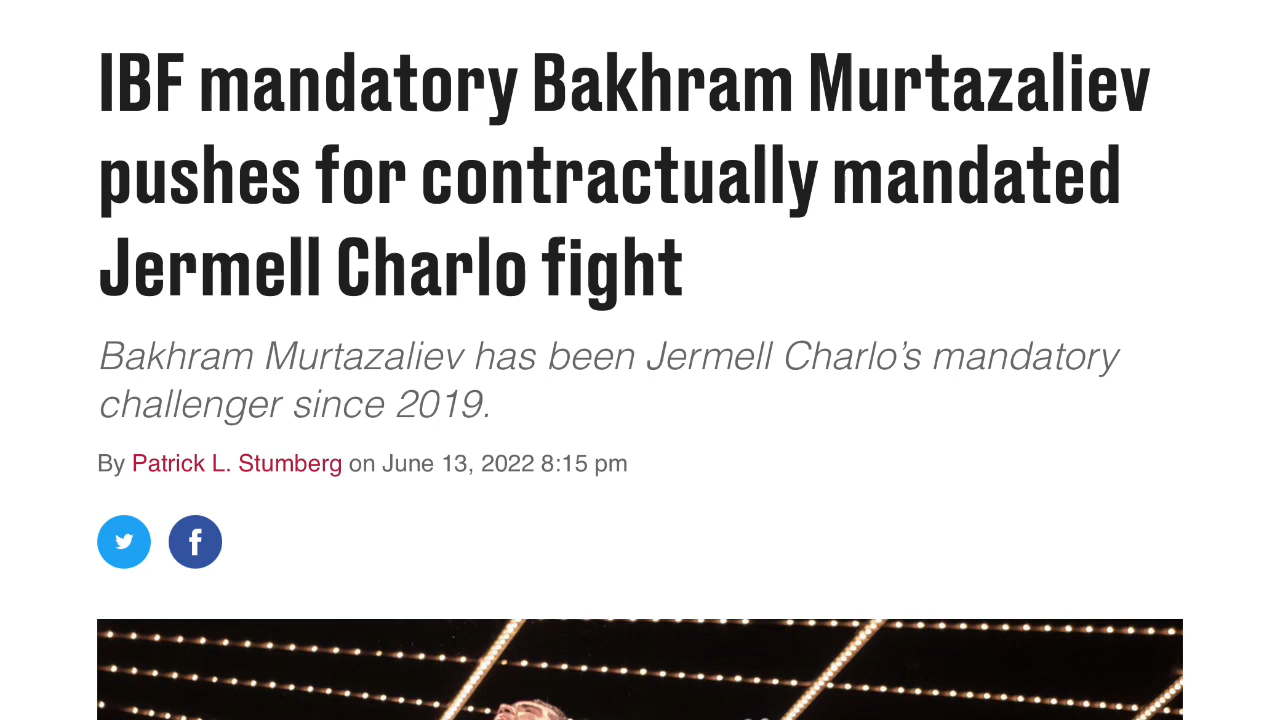 IBF mandatory Bakhram Murtazaliev
pushes for contractually mandated
Jermell Charlo fight
Bakhram Murtazaliev has been Jermell Charlo’s mandatory
challenger since 2019.
By Patrick L. Stumberg on June 13, 2022 8:15 pm